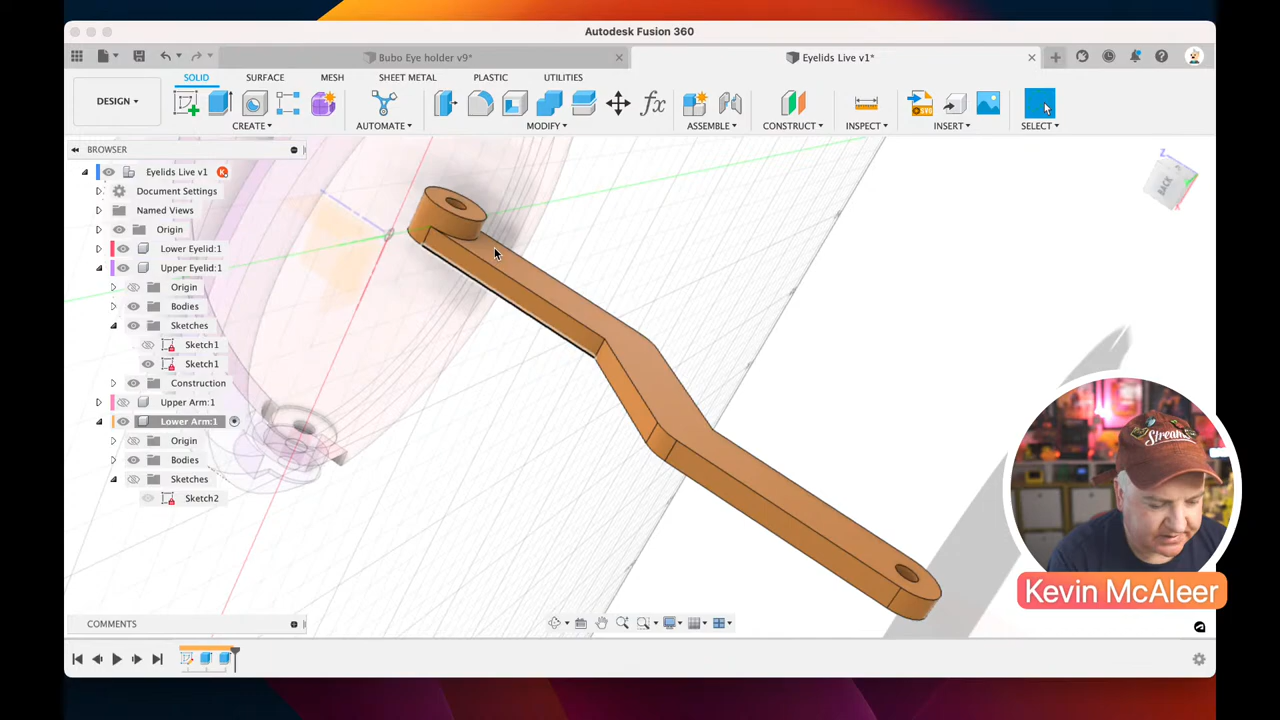 Autodesk Fusion 360
Bubo Eye holder v9*
Eyelids Live v1*
DESIGN
SOLID
SURFACE
MESH
SHEET METAL
PLASTIC
UTILITIES
CREATE
AUTOMATE
MODIFY
ASSEMBLE
CONSTRUCT
INSPECT
INSERT
SELECT
BROWSER
Eyelids Live v1
K
Document Settings
Named Views
Origin
Lower Eyelid:1
Upper Eyelid:1
Origin
Bodies
Sketches
Sketch1
Sketch1
Construction
Upper Arm:1
Lower Arm:1
Origin
Bodies
Sketches
Sketch2
Z
BACK
Kevin McAleer
COMMENTS